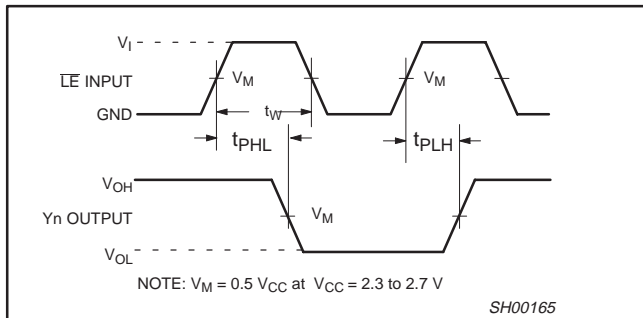 VI
LE INPUT
VM
VM
GND
tW
tPHL
tPLH
VOH
Yn OUTPUT
VM
VOL
NOTE: VM = 0.5 VCC at VCC = 2.3 to 2.7 V
SH00165